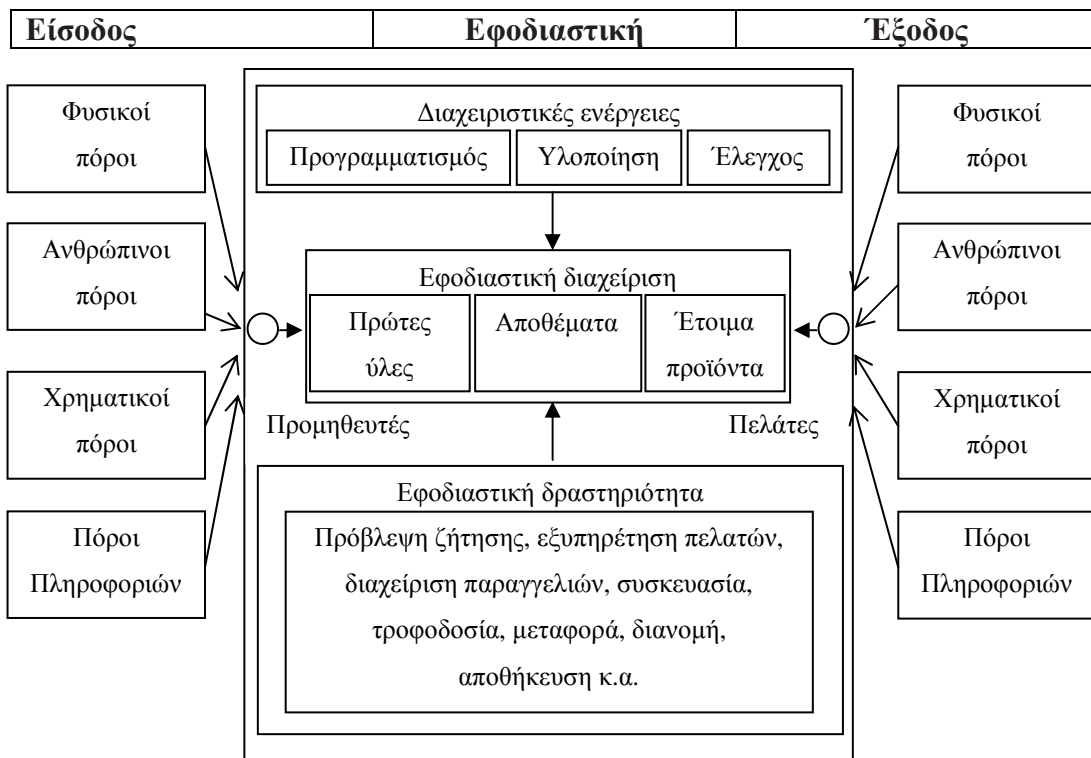 Είσοδος
Εφοδιαστική
Έξοδος
Φυσικοί
πόροι
Ανθρώπινοι
πόροι
Χρηματικοί
πόροι
Πόροι
Πληροφοριών
Διαχειριστικές ενέργειες
Προγραμματισμός
Υλοποίηση
Έλεγχος
Εφοδιαστική διαχείριση
Πρώτες
ύλες
Αποθέματα
Έτοιμα
προϊόντα
Προμηθευτές
Πελάτες
Εφοδιαστική δραστηριότητα
Πρόβλεψη ζήτησης, εξυπηρέτηση πελατών,
διαχείριση παραγγελιών, συσκευασία,
τροφοδοσία, μεταφορά, διανομή,
αποθήκευση κ.α.
Φυσικοί
πόροι
Ανθρώπινοι
πόροι
Χρηματικοί
πόροι
Πόροι
Πληροφοριών